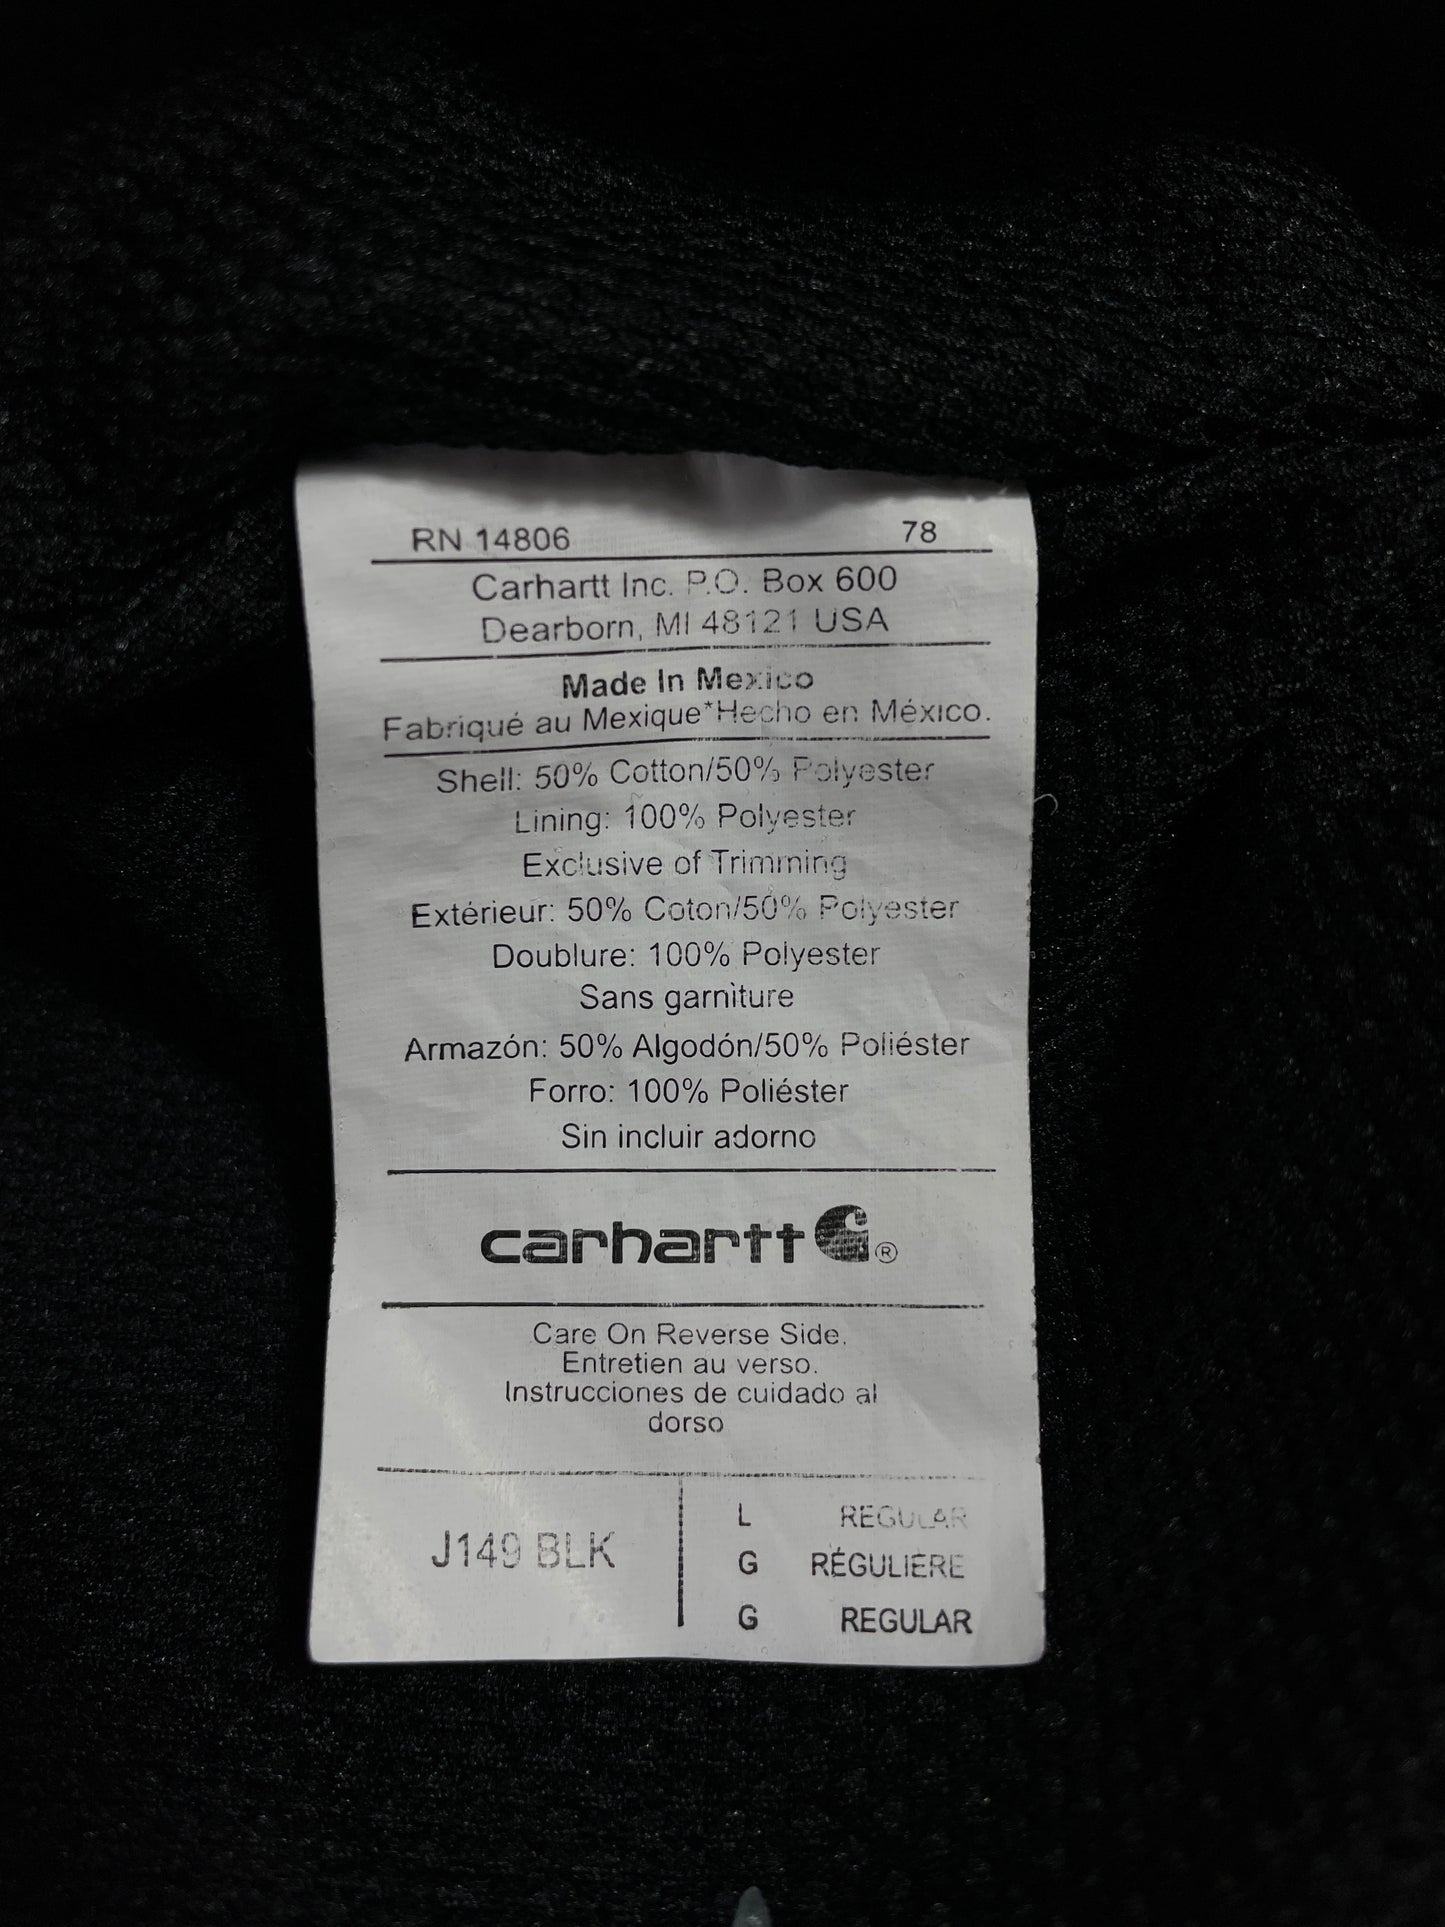 RN 14806 78
Carhartt Inc. P.O. Box 600
Dearborn, MI 48121 USA
Made In Mexico
Fabriqué au Mexique*Hecho en México.
Shell: 50% Cotton/50% Polyester
Lining: 100% Polyester
Exclusive of Trimming
Extérieur: 50% Coton/50% Polyester
Doublure: 100% Polyester
Sans garniture
Armazón: 50% Algodón/50% Poliéster
Forro: 100% Poliéster
Sin incluir adorno
carhartt ®
Care On Reverse Side.
Entretien au verso.
Instrucciones de cuidado al
dorso
J149 BLK
L REGULAR
G RÉGULIÈRE
G REGULAR